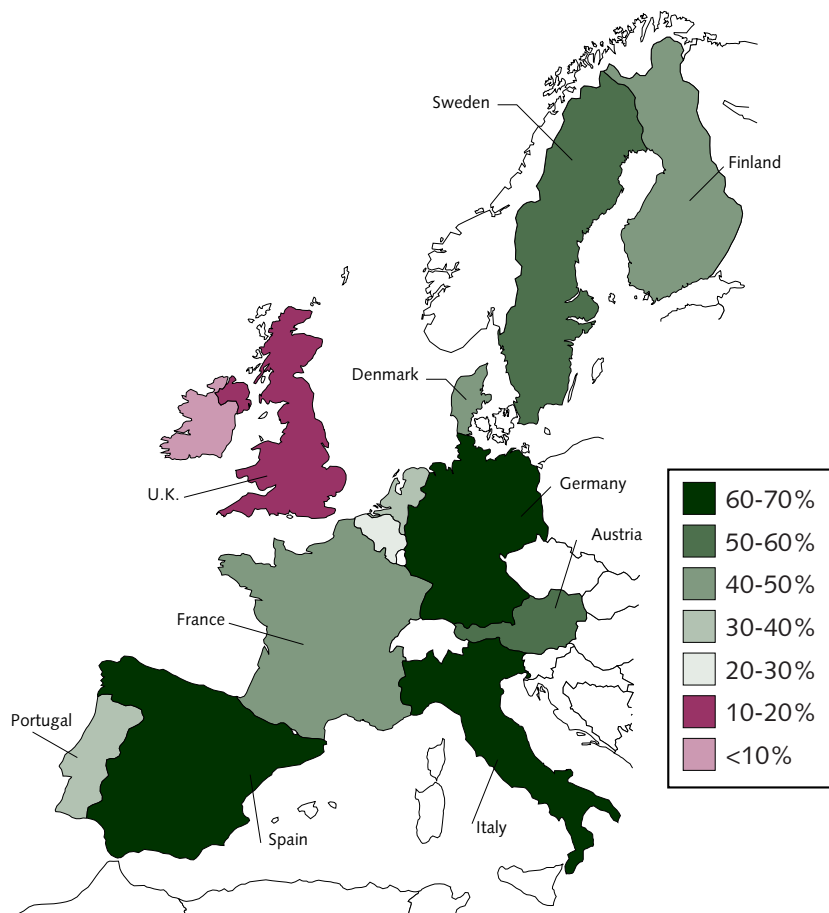 Sweden
Finland
Denmark
U.K.
Germany
Austria
France
Portugal
Spain
Italy
60-70%
50-60%
40-50%
30-40%
20-30%
10-20%
<10%